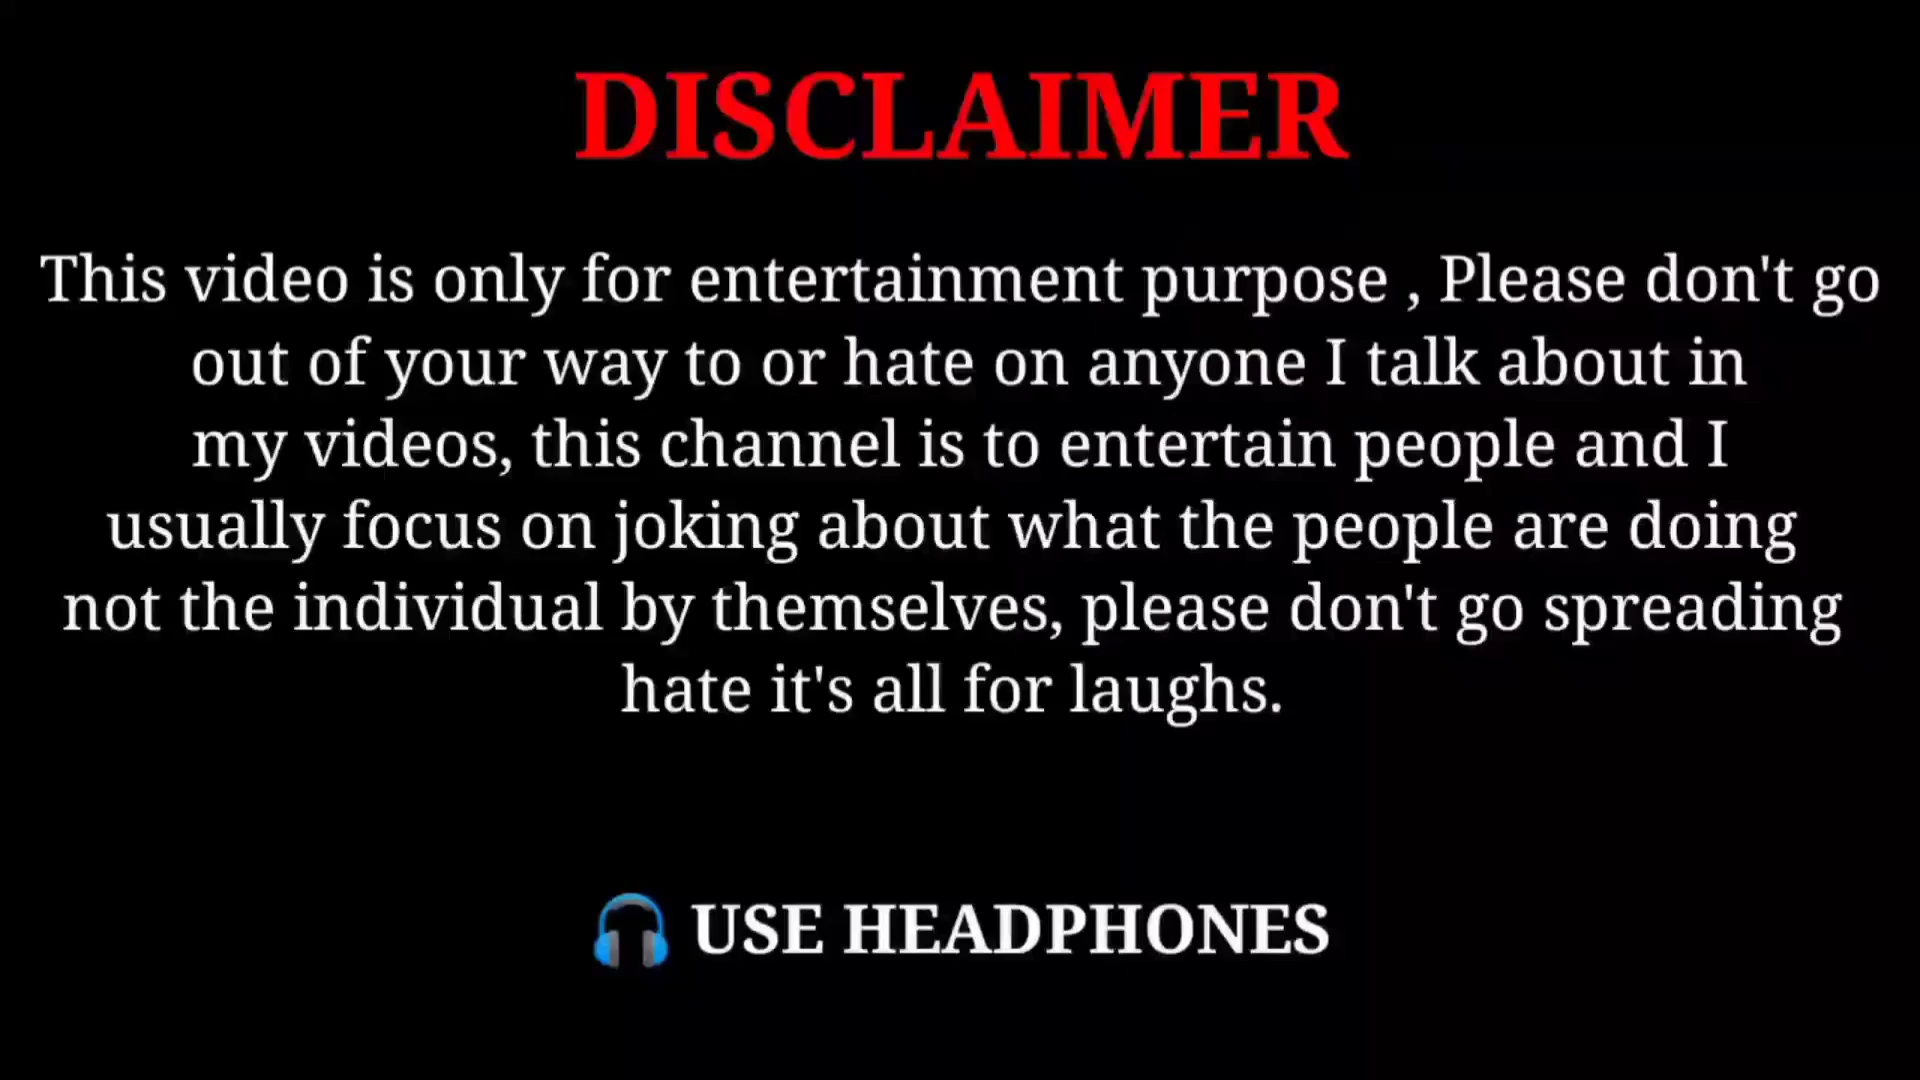 DISCLAIMER
This video is only for entertainment purpose , Please don't go
out of your way to or hate on anyone I talk about in
my videos, this channel is to entertain people and I
usually focus on joking about what the people are doing
not the individual by themselves, please don't go spreading
hate it's all for laughs.
🎧 USE HEADPHONES